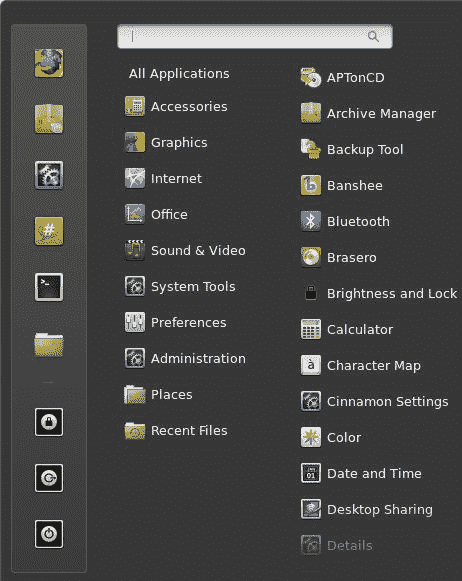 All Applications
Accessories
Graphics
Internet
Office
Sound & Video
System Tools
Preferences
Administration
Places
Recent Files
APTonCD
Archive Manager
Backup Tool
Banshee
Bluetooth
Brasero
Brightness and Lock
Calculator
Character Map
Cinnamon Settings
Color
Date and Time
Desktop Sharing
Details